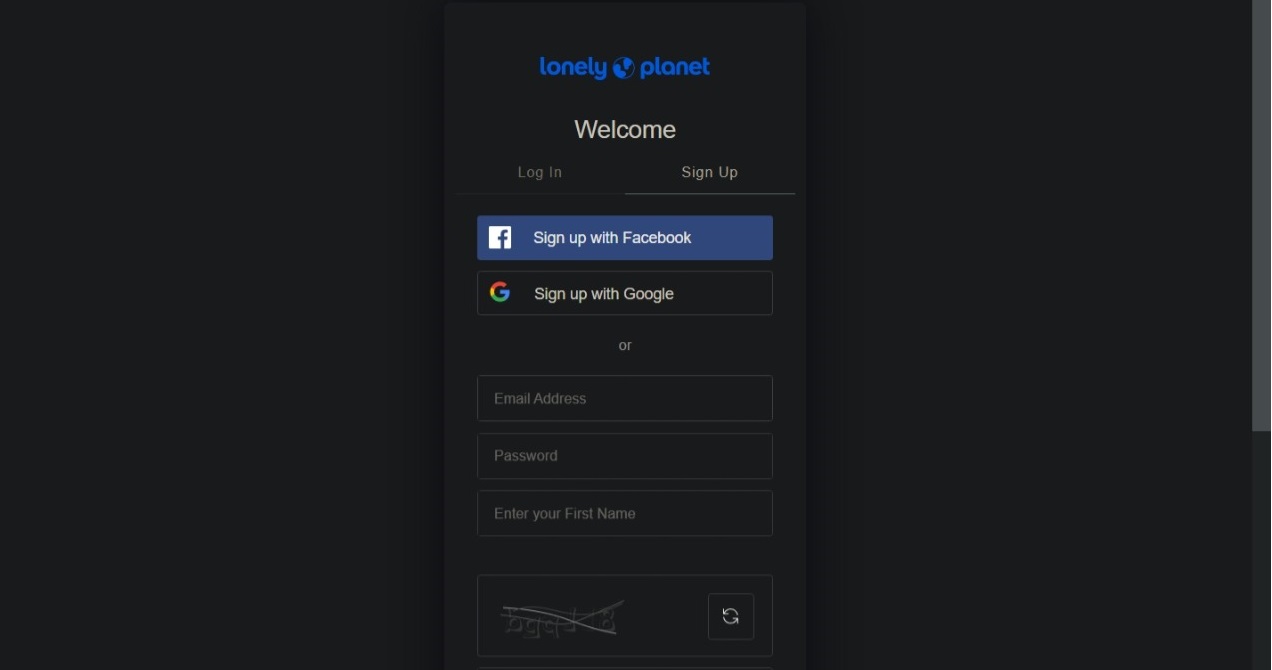 lonely planet
Welcome
Log In
Sign Up
Sign up with Facebook
Sign up with Google
or
Email Address
Password
Enter your First Name